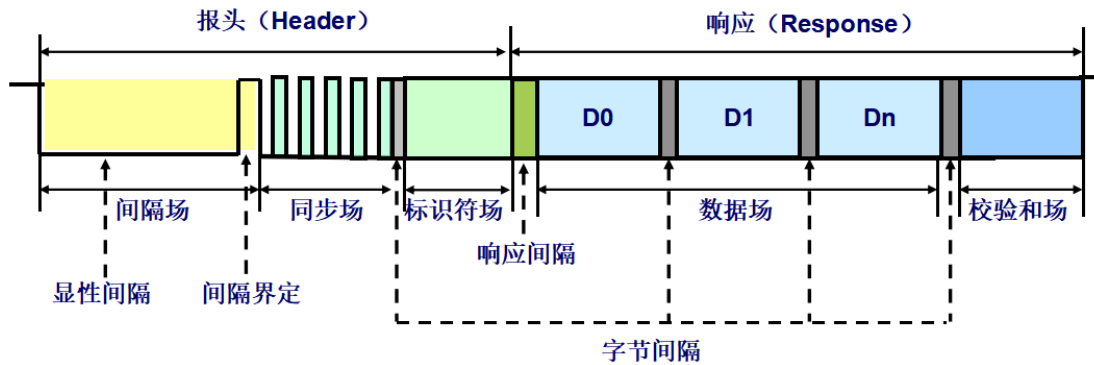 报头（Header）
响应（Response）
D0
D1
Dn
间隔场
同步场
标识符场
数据场
校验和场
响应间隔
显性间隔
间隔界定
字节间隔